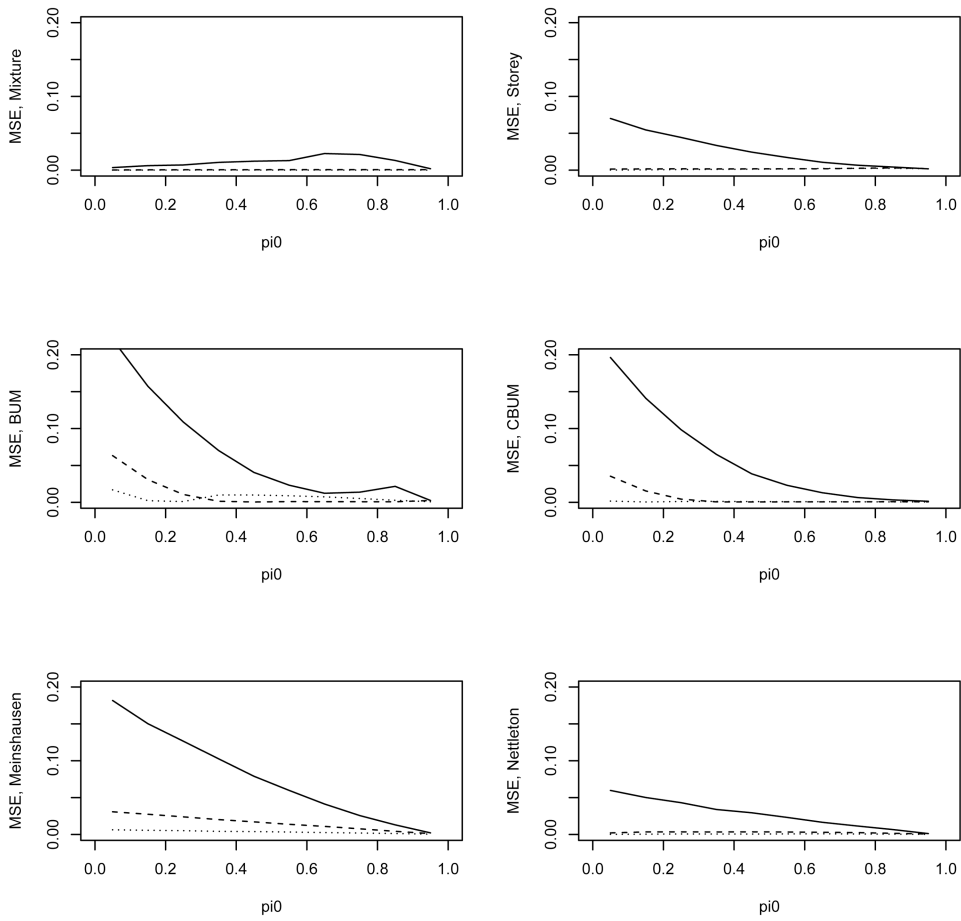 MSE, Mixture
0.00 0.10 0.20
0.0 0.2 0.4 0.6 0.8 1.0
pi0
MSE, Storey
0.00 0.10 0.20
0.0 0.2 0.4 0.6 0.8 1.0
pi0
MSE, BUM
0.00 0.10 0.20
0.0 0.2 0.4 0.6 0.8 1.0
pi0
MSE, CBUM
0.00 0.10 0.20
0.0 0.2 0.4 0.6 0.8 1.0
pi0
MSE, Meinshausen
0.00 0.10 0.20
0.0 0.2 0.4 0.6 0.8 1.0
pi0
MSE, Nettleton
0.00 0.10 0.20
0.0 0.2 0.4 0.6 0.8 1.0
pi0